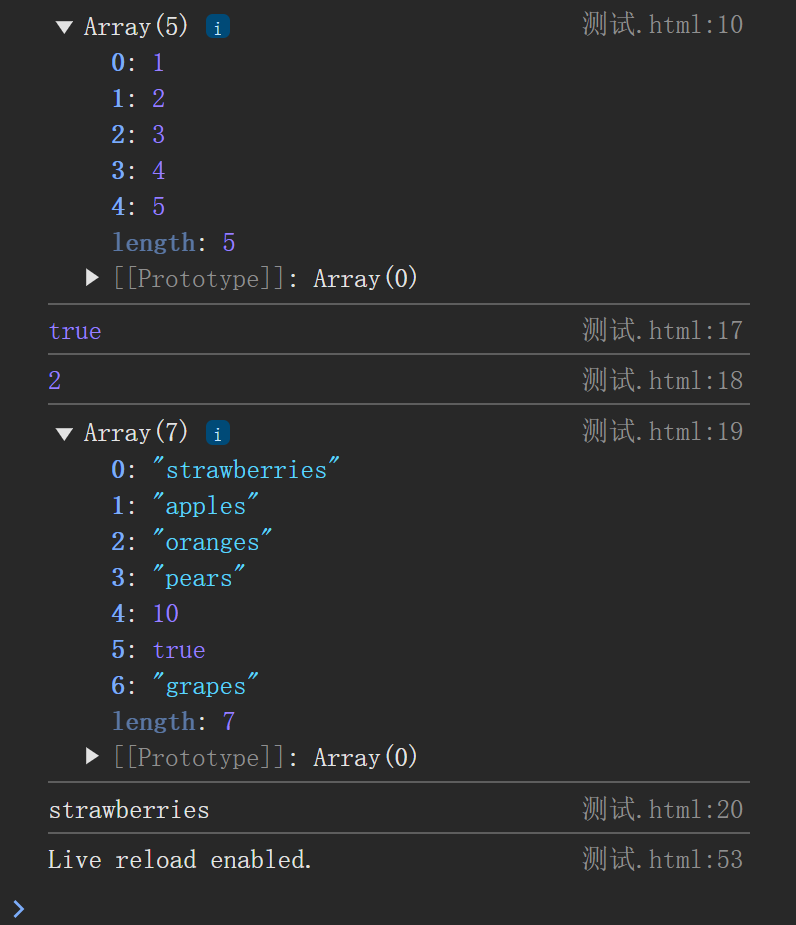 Array(5) i 测试.html:10
0: 1
1: 2
2: 3
3: 4
4: 5
length: 5
[[Prototype]]: Array(0)
true 测试.html:17
2 测试.html:18
Array(7) i 测试.html:19
0: "strawberries"
1: "apples"
2: "oranges"
3: "pears"
4: 10
5: true
6: "grapes"
length: 7
[[Prototype]]: Array(0)
strawberries 测试.html:20
Live reload enabled. 测试.html:53